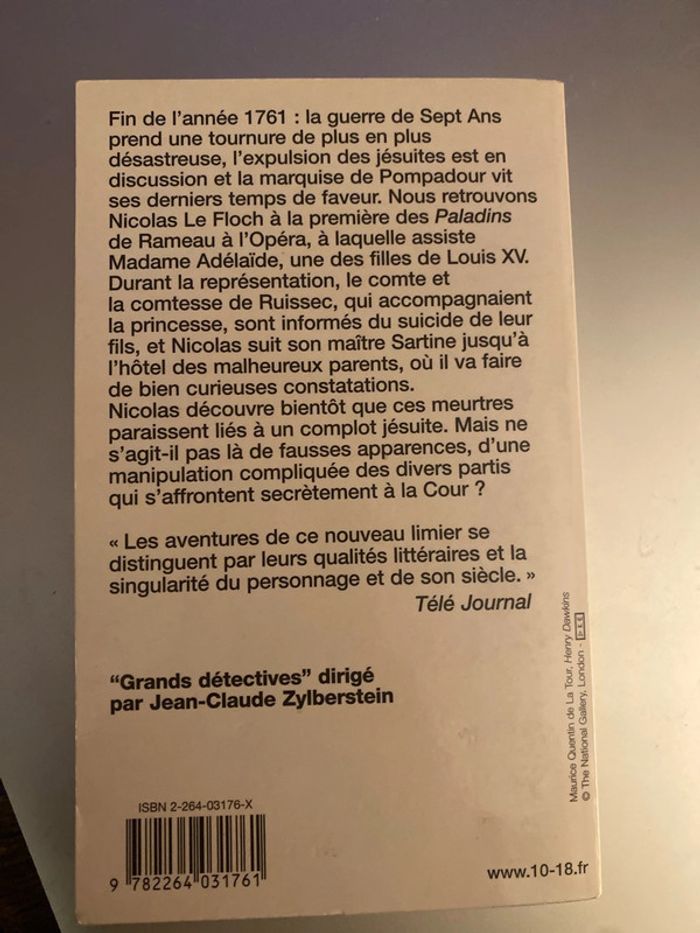 Fin de l'année 1761 : la guerre de Sept Ans
prend une tournure de plus en plus
désastreuse, l'expulsion des jésuites est en
discussion et la marquise de Pompadour vit
ses derniers temps de faveur. Nous retrouvons
Nicolas Le Floch à la première des Paladins
de Rameau à l'Opéra, à laquelle assiste
Madame Adélaïde, une des filles de Louis XV.
Durant la représentation, le comte et
la comtesse de Ruissec, qui accompagnaient
la princesse, sont informés du suicide de leur
fils, et Nicolas suit son maître Sartine jusqu'à
l'hôtel des malheureux parents, où il va faire
de bien curieuses constatations.
Nicolas découvre bientôt que ces meurtres
paraissent liés à un complot jésuite. Mais ne
s'agit-il pas là de fausses apparences, d'une
manipulation compliquée des divers partis
qui s'affrontent secrètement à la Cour ?
« Les aventures de ce nouveau limier se
distinguent par leurs qualités littéraires et la
singularité du personnage et de son siècle. »
Télé Journal
"Grands détectives" dirigé
par Jean-Claude Zylberstein
Maurice Quentin de La Tour, Henry Dawkins
© The National Gallery, London -
ISBN 2-264-03176-X
9 782264 031761
www.10-18.fr